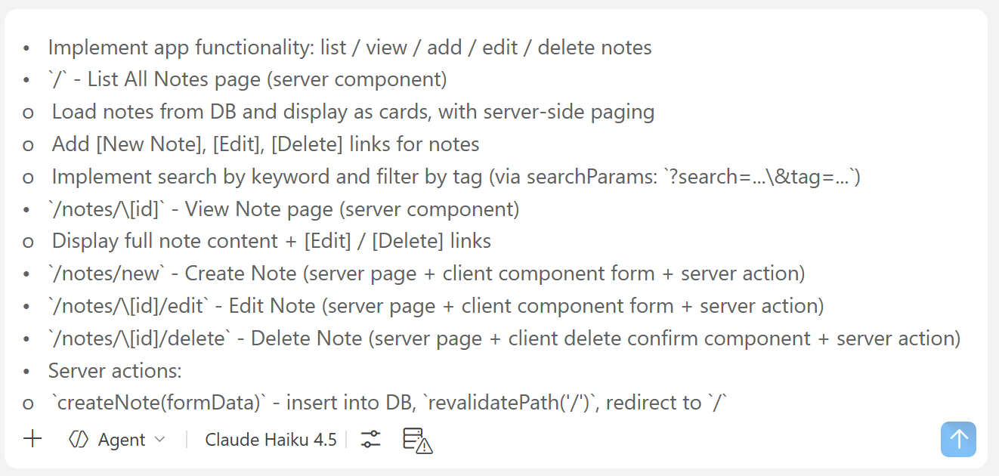 • Implement app functionality: list / view / add / edit / delete notes
• `/` - List All Notes page (server component)
o Load notes from DB and display as cards, with server-side paging
o Add [New Note], [Edit], [Delete] links for notes
o Implement search by keyword and filter by tag (via searchParams: `?search=...\&tag=...`)
• `/notes/\[id]` - View Note page (server component)
o Display full note content + [Edit] / [Delete] links
• `/notes/new` - Create Note (server page + client component form + server action)
• `/notes/\[id]/edit` - Edit Note (server page + client component form + server action)
• `/notes/\[id]/delete` - Delete Note (server page + client delete confirm component + server action)
• Server actions:
o `createNote(formData)` - insert into DB, `revalidatePath('/')`, redirect to `/`
Agent Claude Haiku 4.5